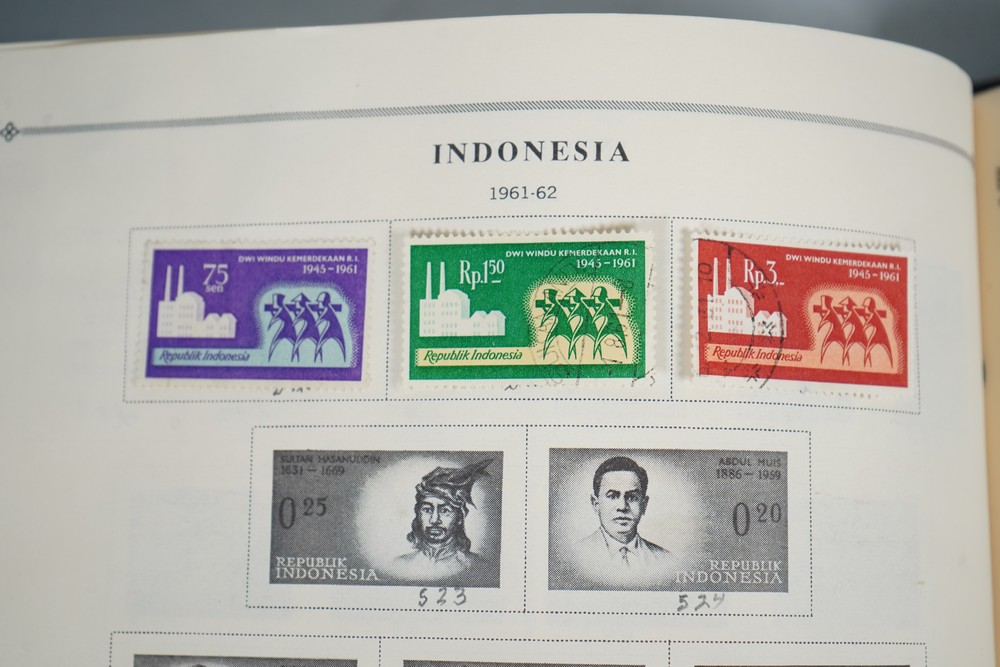 INDONESIA
1961-62
75
sen
DWI WINDU KEMERDEKAAN R.I.
1945-1961
Republik Indonesia
Rp.1⁵⁰
DWI WINDU KEMERDEKAAN R.I.
1945-1961
Republik Indonesia
Rp.3.-
DWI WINDU KEMERDEKAAN R.I.
1945-1961
Republik Indonesia
SULTAN HASANUDDIN
1631 - 1669
0 25
REPUBLIK
INDONESIA
523
ABDUL MUIS
1886 - 1959
0 20
REPUBLIK
INDONESIA
524